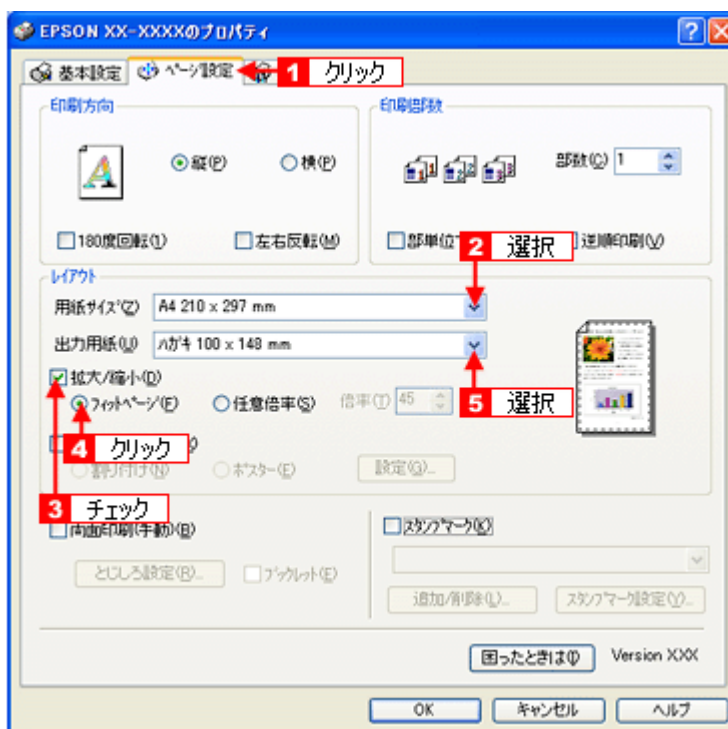 EPSON XX-XXXXのプロパティ
基本設定 ページ設定 1 クリック
印刷方向 印刷部数
縦(P) 横(P) 部数(C) 1
180度回転(1) 左右反転(M) 部単位 2 選択 逆順印刷(V)
レイアウト
用紙サイズ(Z) A4 210 x 297 mm
出力用紙(U) ハガキ 100 x 148 mm
拡大/縮小(D)
フィットページ(E) 任意倍率(S) 倍率(T) 45 5 選択
4 クリック
割り付け(N) ポスター(E) 設定(G)...
3 チェック
両面印刷(手動)(B) スタンプマーク(K)
とじしろ設定(R)... ブックレット(E)
追加/削除(L)... スタンプマーク設定(Y)...
困ったときは(I) Version XXX
OK キャンセル ヘルプ